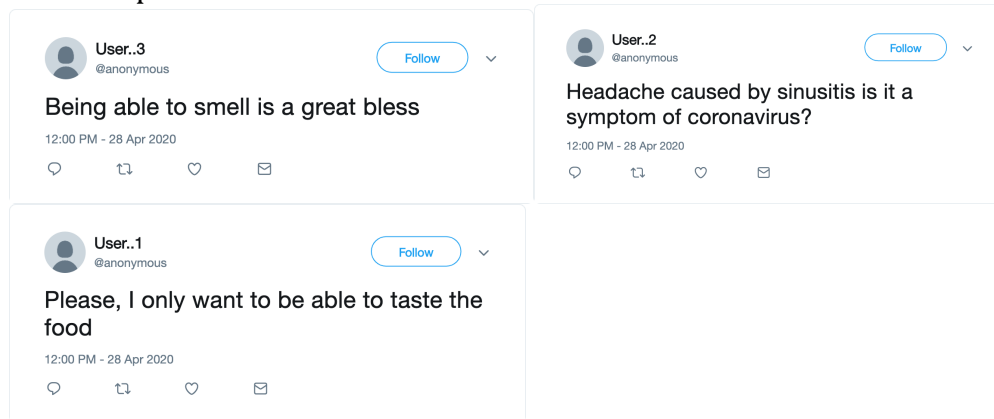 User..3
@anonymous
Follow
Being able to smell is a great bless
12:00 PM - 28 Apr 2020
User..2
@anonymous
Follow
Headache caused by sinusitis is it a
symptom of coronavirus?
12:00 PM - 28 Apr 2020
User..1
@anonymous
Follow
Please, I only want to be able to taste the
food
12:00 PM - 28 Apr 2020